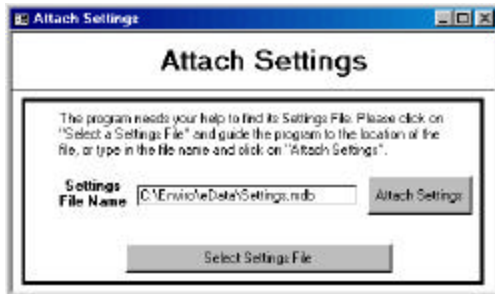 Attach Settings
Attach Settings
The program needs your help to find its Settings File. Please click on
"Select a Settings File" and guide the program to the location of the
file, or type in the file name and click on "Attach Settings".
Settings
File Name
C:\Enviro\eData\Settings.mdb
Attach Settings
Select Settings File